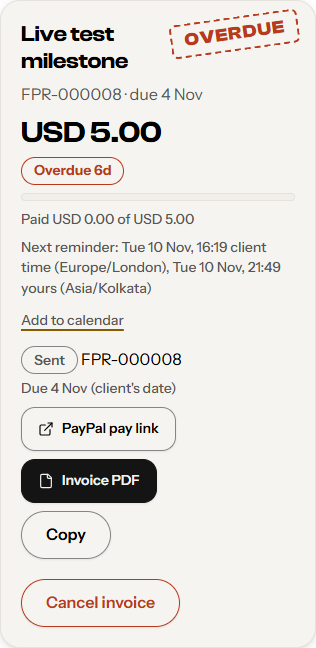 Live test
milestone
OVERDUE
FPR-000008 · due 4 Nov
USD 5.00
Overdue 6d
Paid USD 0.00 of USD 5.00
Next reminder: Tue 10 Nov, 16:19 client
time (Europe/London), Tue 10 Nov, 21:49
yours (Asia/Kolkata)
Add to calendar
Sent FPR-000008
Due 4 Nov (client's date)
PayPal pay link
Invoice PDF
Copy
Cancel invoice